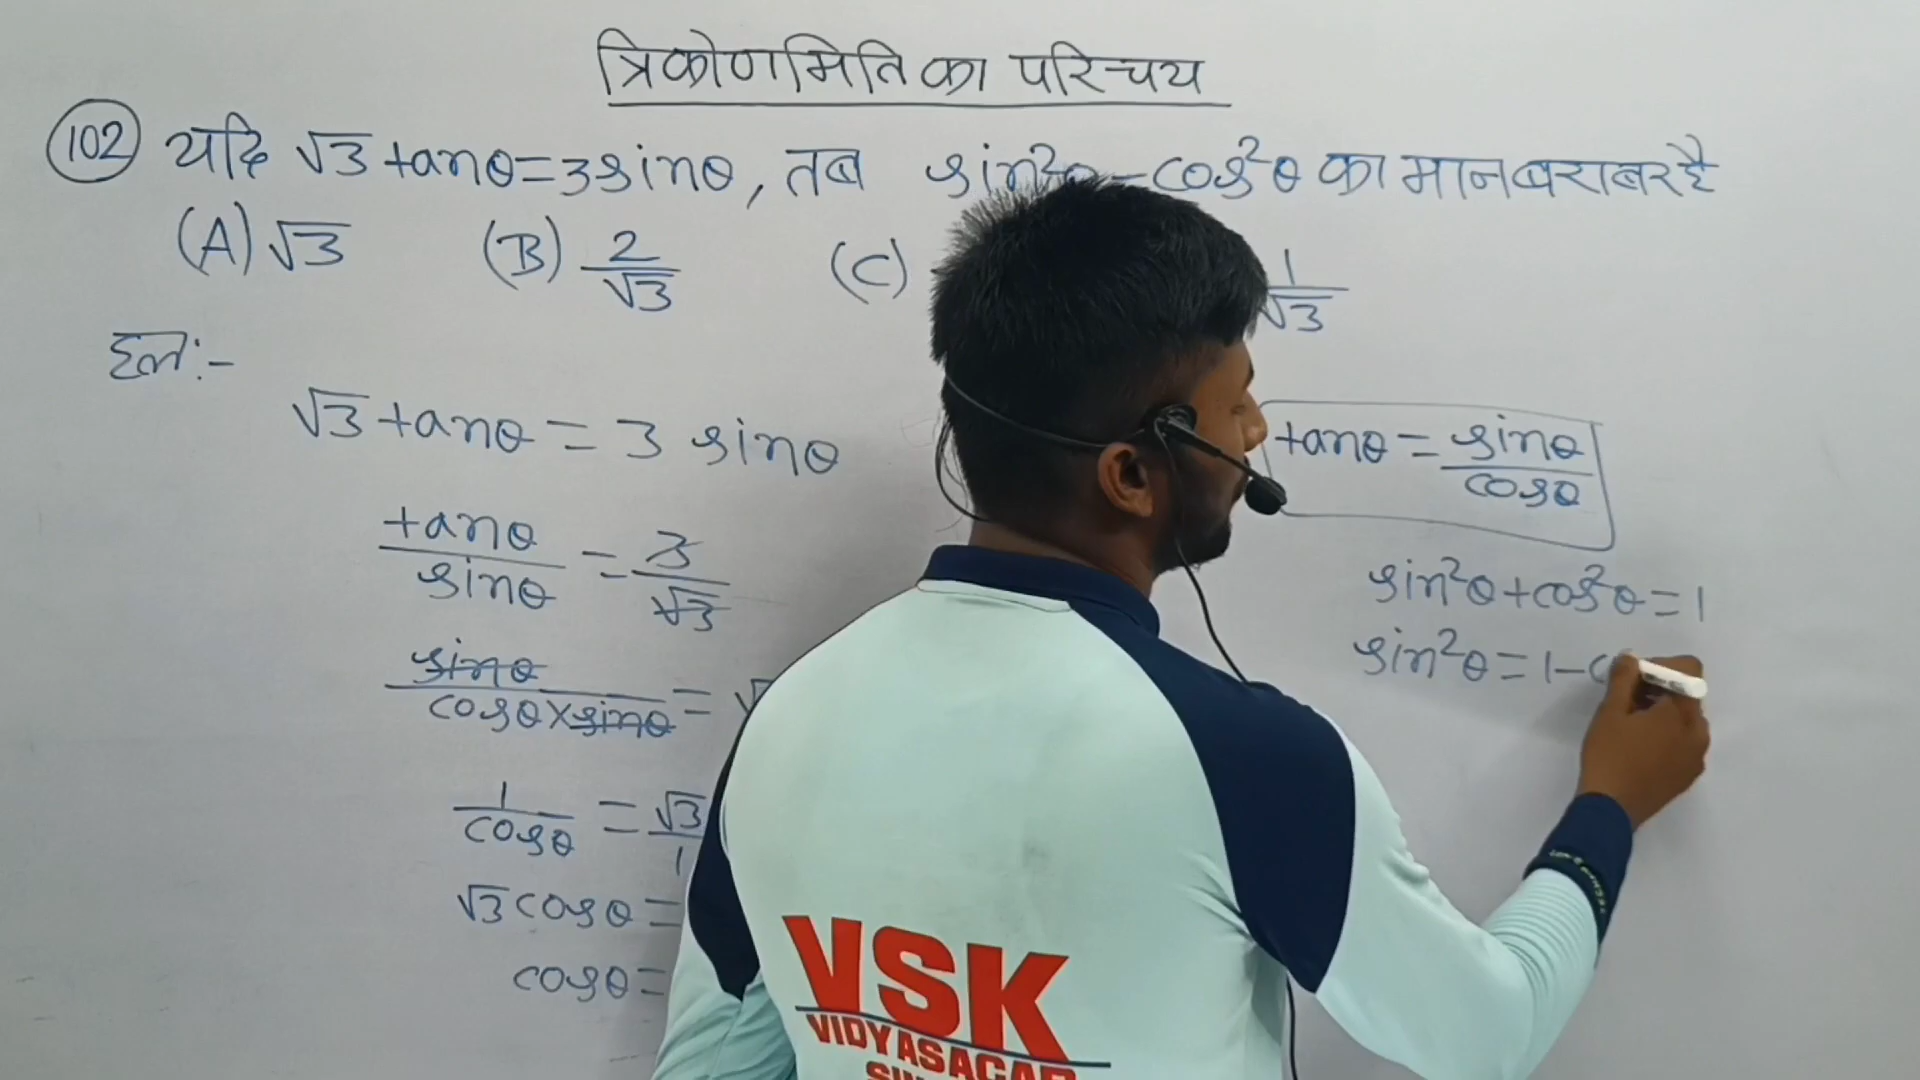 त्रिकोणमिति का परिचय
102 यदि √3 tanθ=3sinθ, तब sin²θ-cos²θ का मान बराबर है
(A) √3 (B) 2/√3 (C) 1/√3
हल:-
√3 tanθ = 3 sinθ
tanθ/sinθ = 3/√3
sinθ/cosθ×sinθ =
1/cosθ = √3/1
√3 cosθ =
cosθ =
tanθ = sinθ/cosθ
sin²θ+cos²θ=1
sin²θ=1-
VSK
VIDYASAGAR